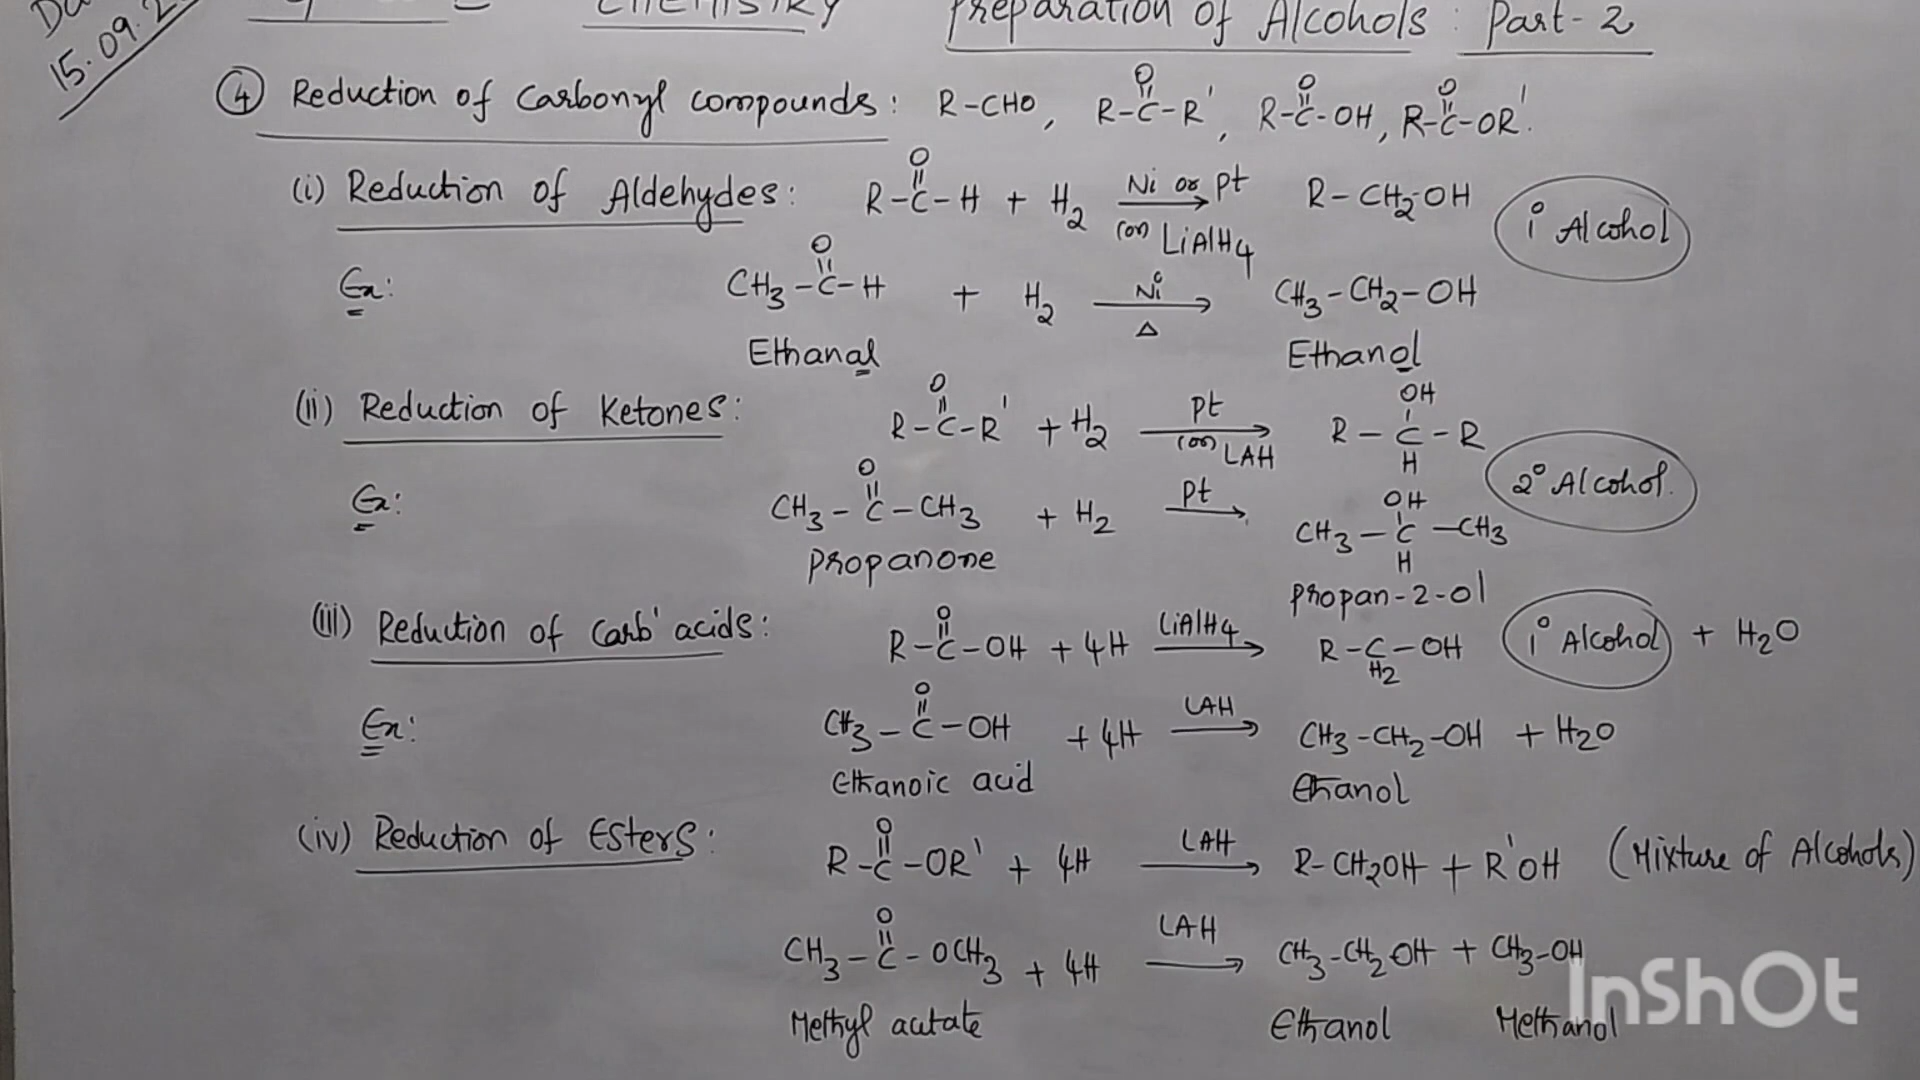 15.09.2
CHEMISTRY Preparation of Alcohols : Part-2
④ Reduction of Carbonyl compounds: R-CHO, R-C(=O)-R', R-C(=O)-OH, R-C(=O)-OR'.
(i) Reduction of Aldehydes: R-C(=O)-H + H₂ —Ni or Pt (or) LiAlH₄→ R-CH₂-OH 1° Alcohol
Ex: CH₃-C(=O)-H + H₂ —Ni Δ→ CH₃-CH₂-OH
Ethanal Ethanol
(ii) Reduction of Ketones: R-C(=O)-R' + H₂ —Pt (or) LAH→ R-C(OH)(H)-R 2° Alcohol.
Ex: CH₃-C(=O)-CH₃ + H₂ —Pt→ CH₃-C(OH)(H)-CH₃
Propanone Propan-2-ol
(iii) Reduction of Carb' acids: R-C(=O)-OH + 4H —LiAlH₄→ R-CH₂-OH 1° Alcohol + H₂O
Ex: CH₃-C(=O)-OH + 4H —LAH→ CH₃-CH₂-OH + H₂O
Ethanoic acid Ethanol
(iv) Reduction of Esters: R-C(=O)-OR' + 4H —LAH→ R-CH₂OH + R'OH (Mixture of Alcohols)
CH₃-C(=O)-OCH₃ + 4H —LAH→ CH₃-CH₂OH + CH₃-OH
Methyl acetate Ethanol Methanol
InShOt